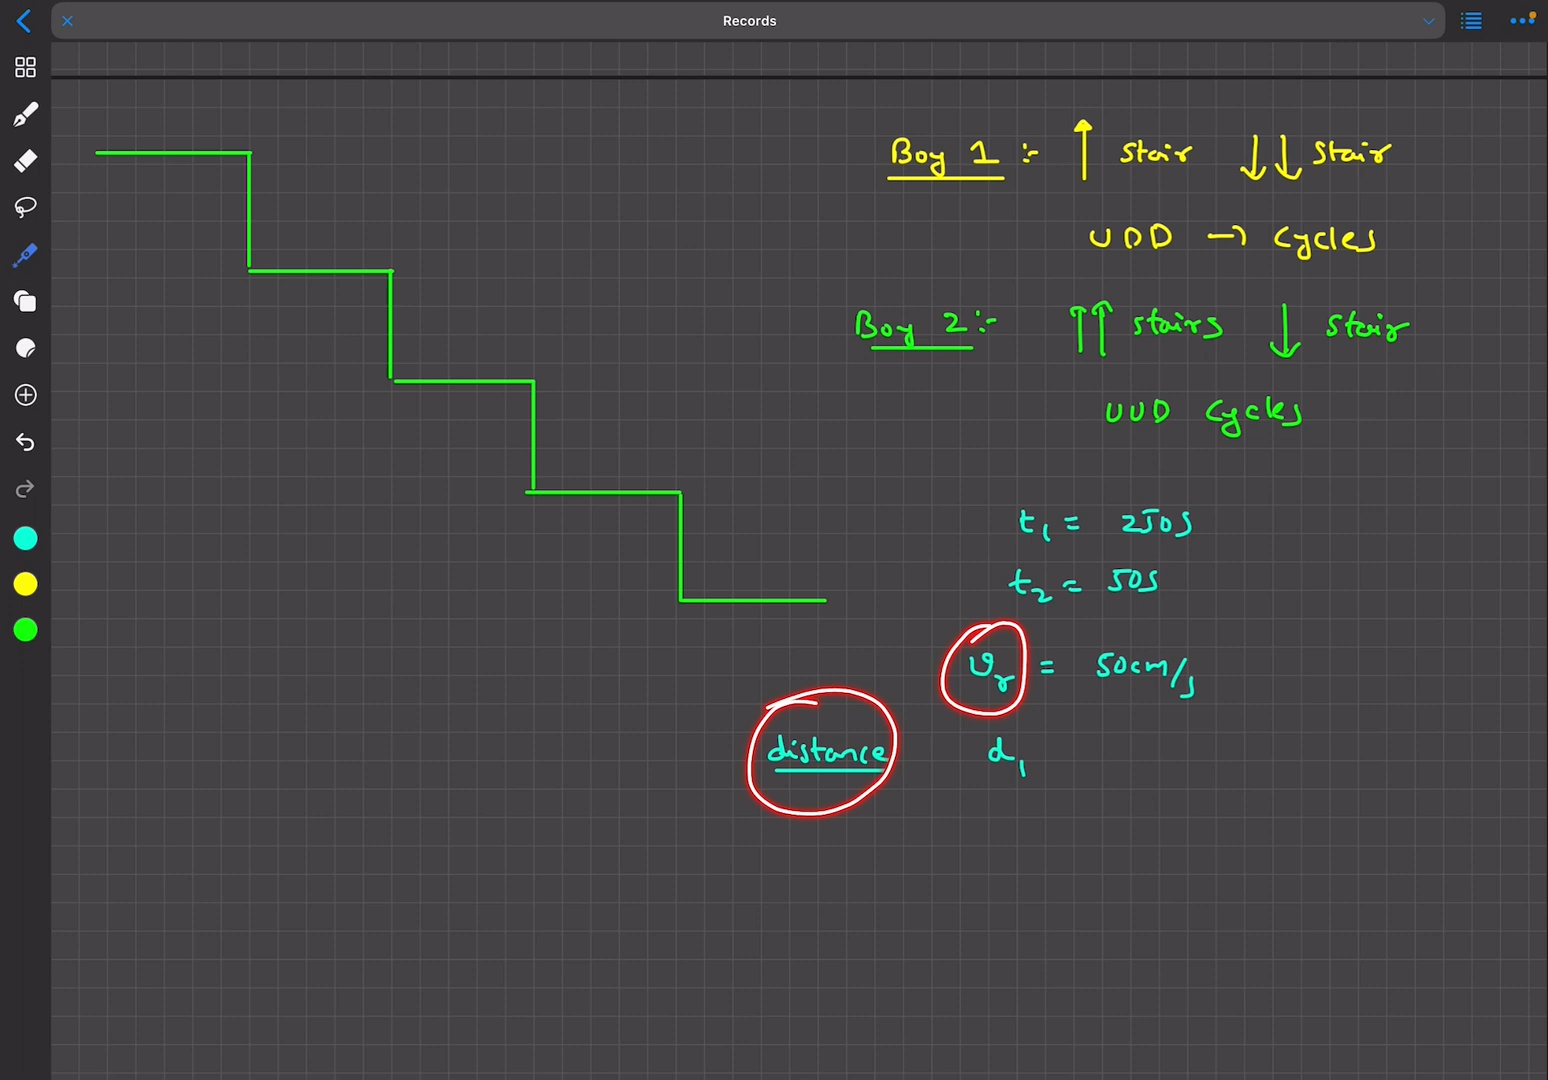 Records
Boy 1 :- ↑ stair ↓↓ stair
UDD → cycles
Boy 2 :- ↑↑ stairs ↓ stair
UUD cycles
t₁ = 250s
t₂ = 50s
vᵣ = 50cm/s
distance d₁